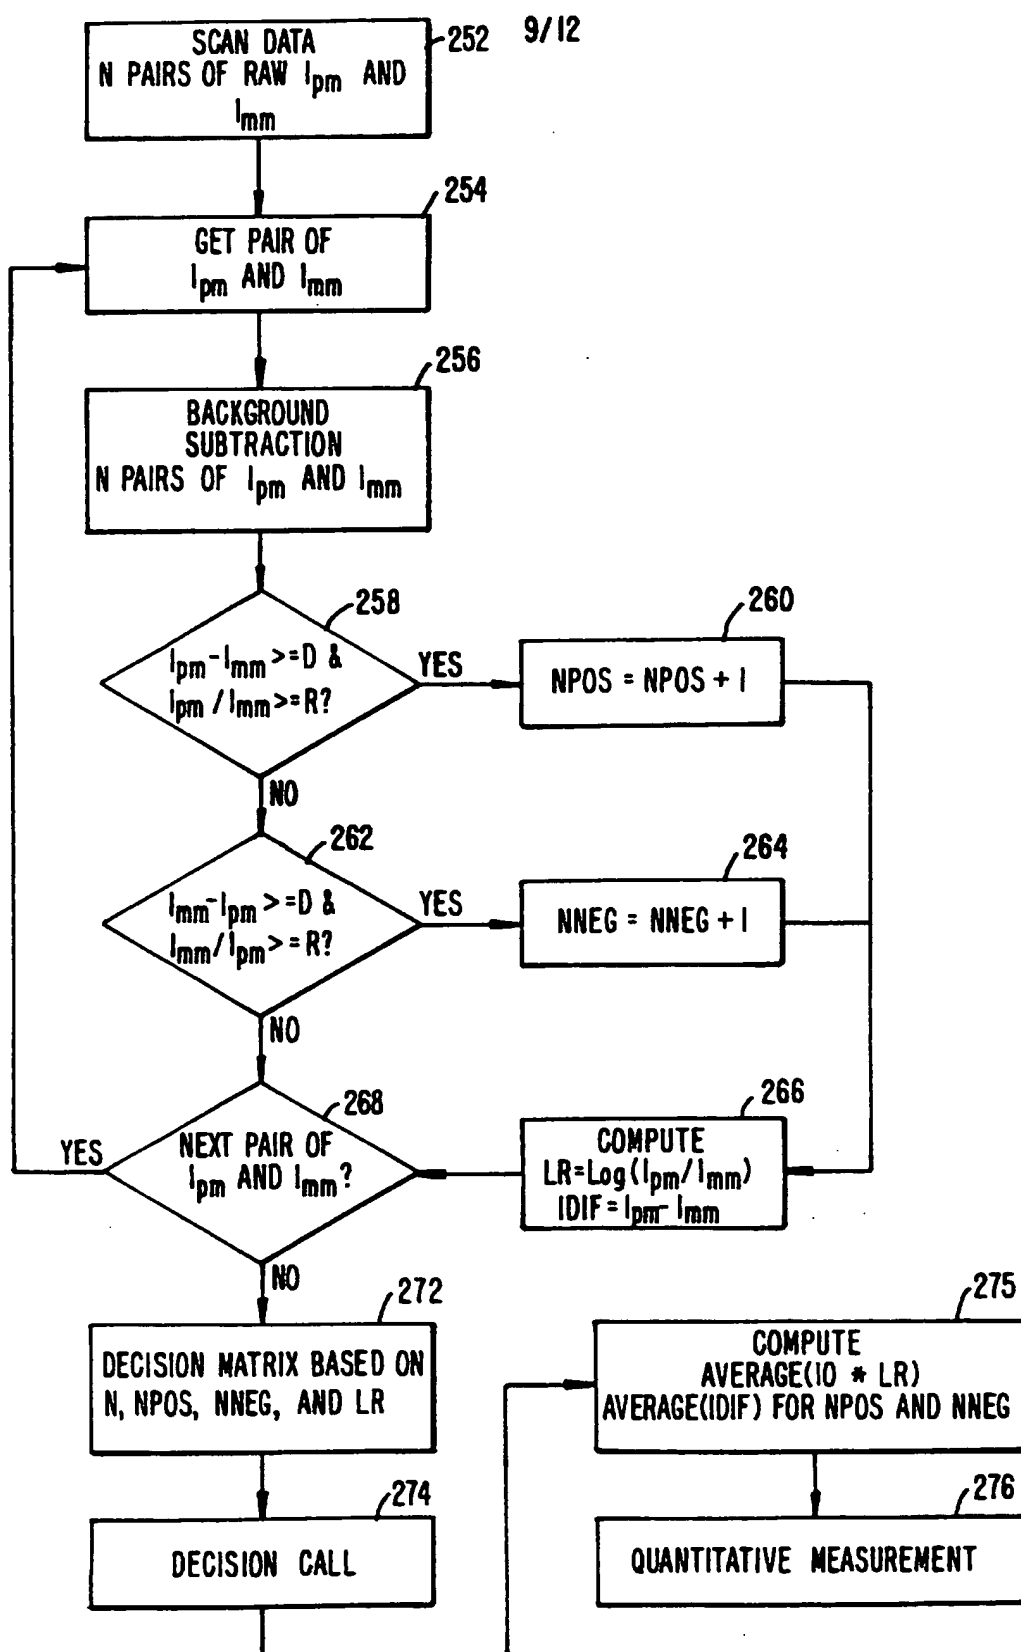 9/12
252
SCAN DATA
N PAIRS OF RAW Ipm AND
Imm
254
GET PAIR OF
Ipm AND Imm
256
BACKGROUND
SUBTRACTION
N PAIRS OF Ipm AND Imm
258
Ipm-Imm>=D &
Ipm/Imm>=R?
YES
260
NPOS = NPOS + 1
NO
262
Imm-Ipm>=D &
Imm/Ipm>=R?
YES
264
NNEG = NNEG + 1
NO
268
NEXT PAIR OF
Ipm AND Imm?
YES
266
COMPUTE
LR=Log(Ipm/Imm)
IDIF=Ipm-Imm
NO
272
DECISION MATRIX BASED ON
N, NPOS, NNEG, AND LR
274
DECISION CALL
275
COMPUTE
AVERAGE(10 * LR)
AVERAGE(IDIF) FOR NPOS AND NNEG
276
QUANTITATIVE MEASUREMENT